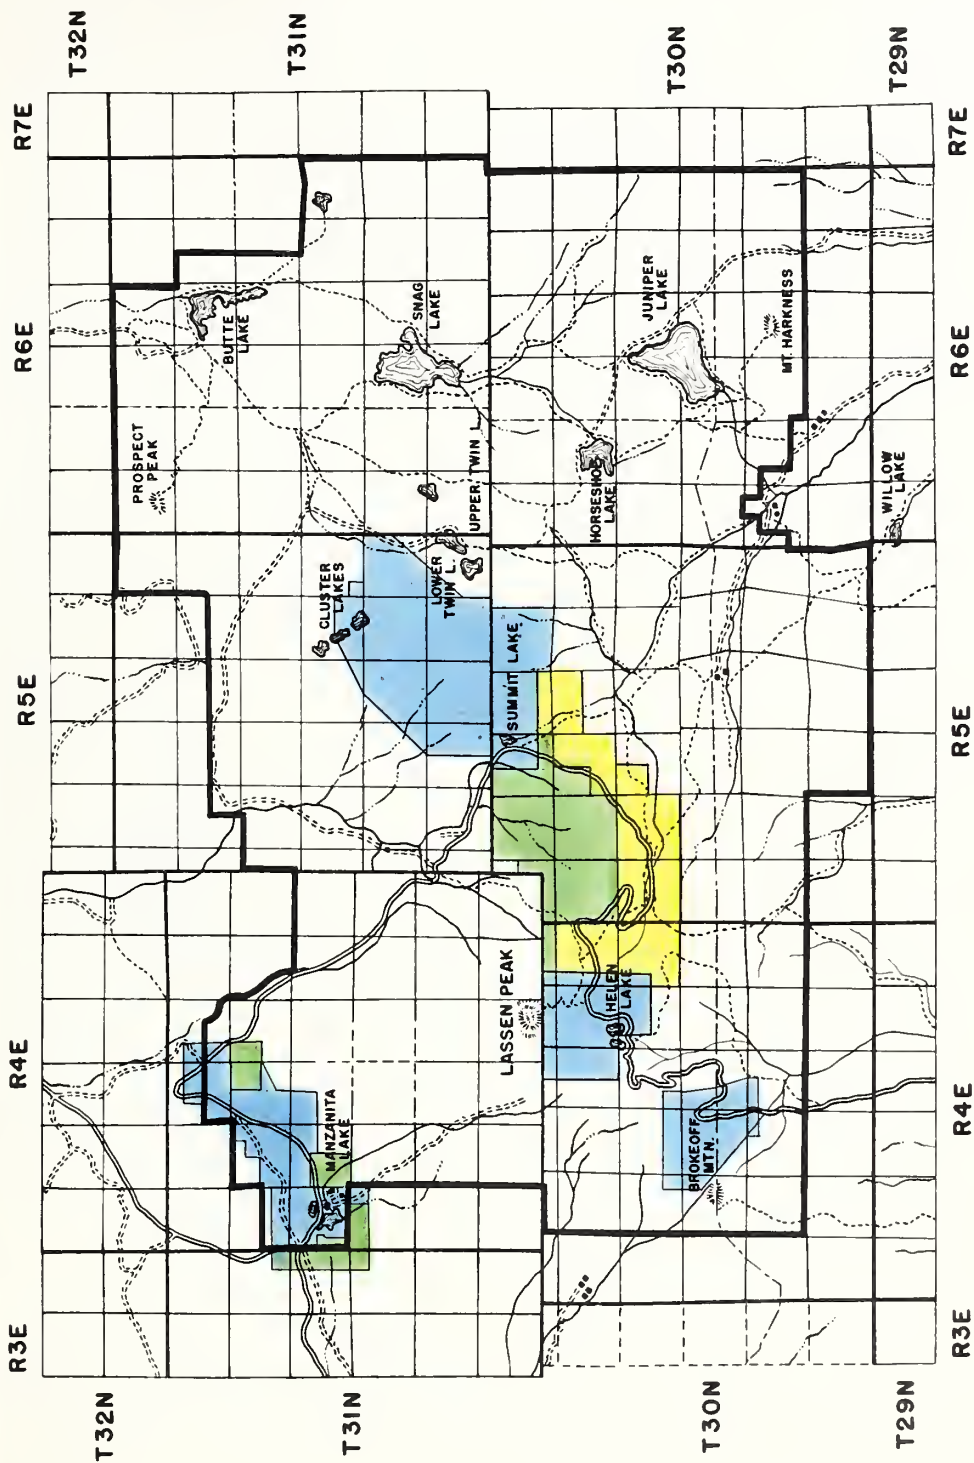 T32N
T31N
T30N
T29N
R7E
R7E
R6E
R6E
R5E
R5E
R4E
R4E
R3E
R3E
T32N
T31N
T30N
T29N
PROSPECT
PEAK
BUTTE
LAKE
SNAG
LAKE
JUNIPER
LAKE
MT. HARKNESS
UPPER TWIN L.
HORSESHOE
LAKE
WILLOW
LAKE
CLUSTER
LAKES
LOWER
TWIN L.
SUMMIT LAKE
LASSEN PEAK
HELEN
LAKE
MANZANITA
LAKE
BROKEOFF
MTN.